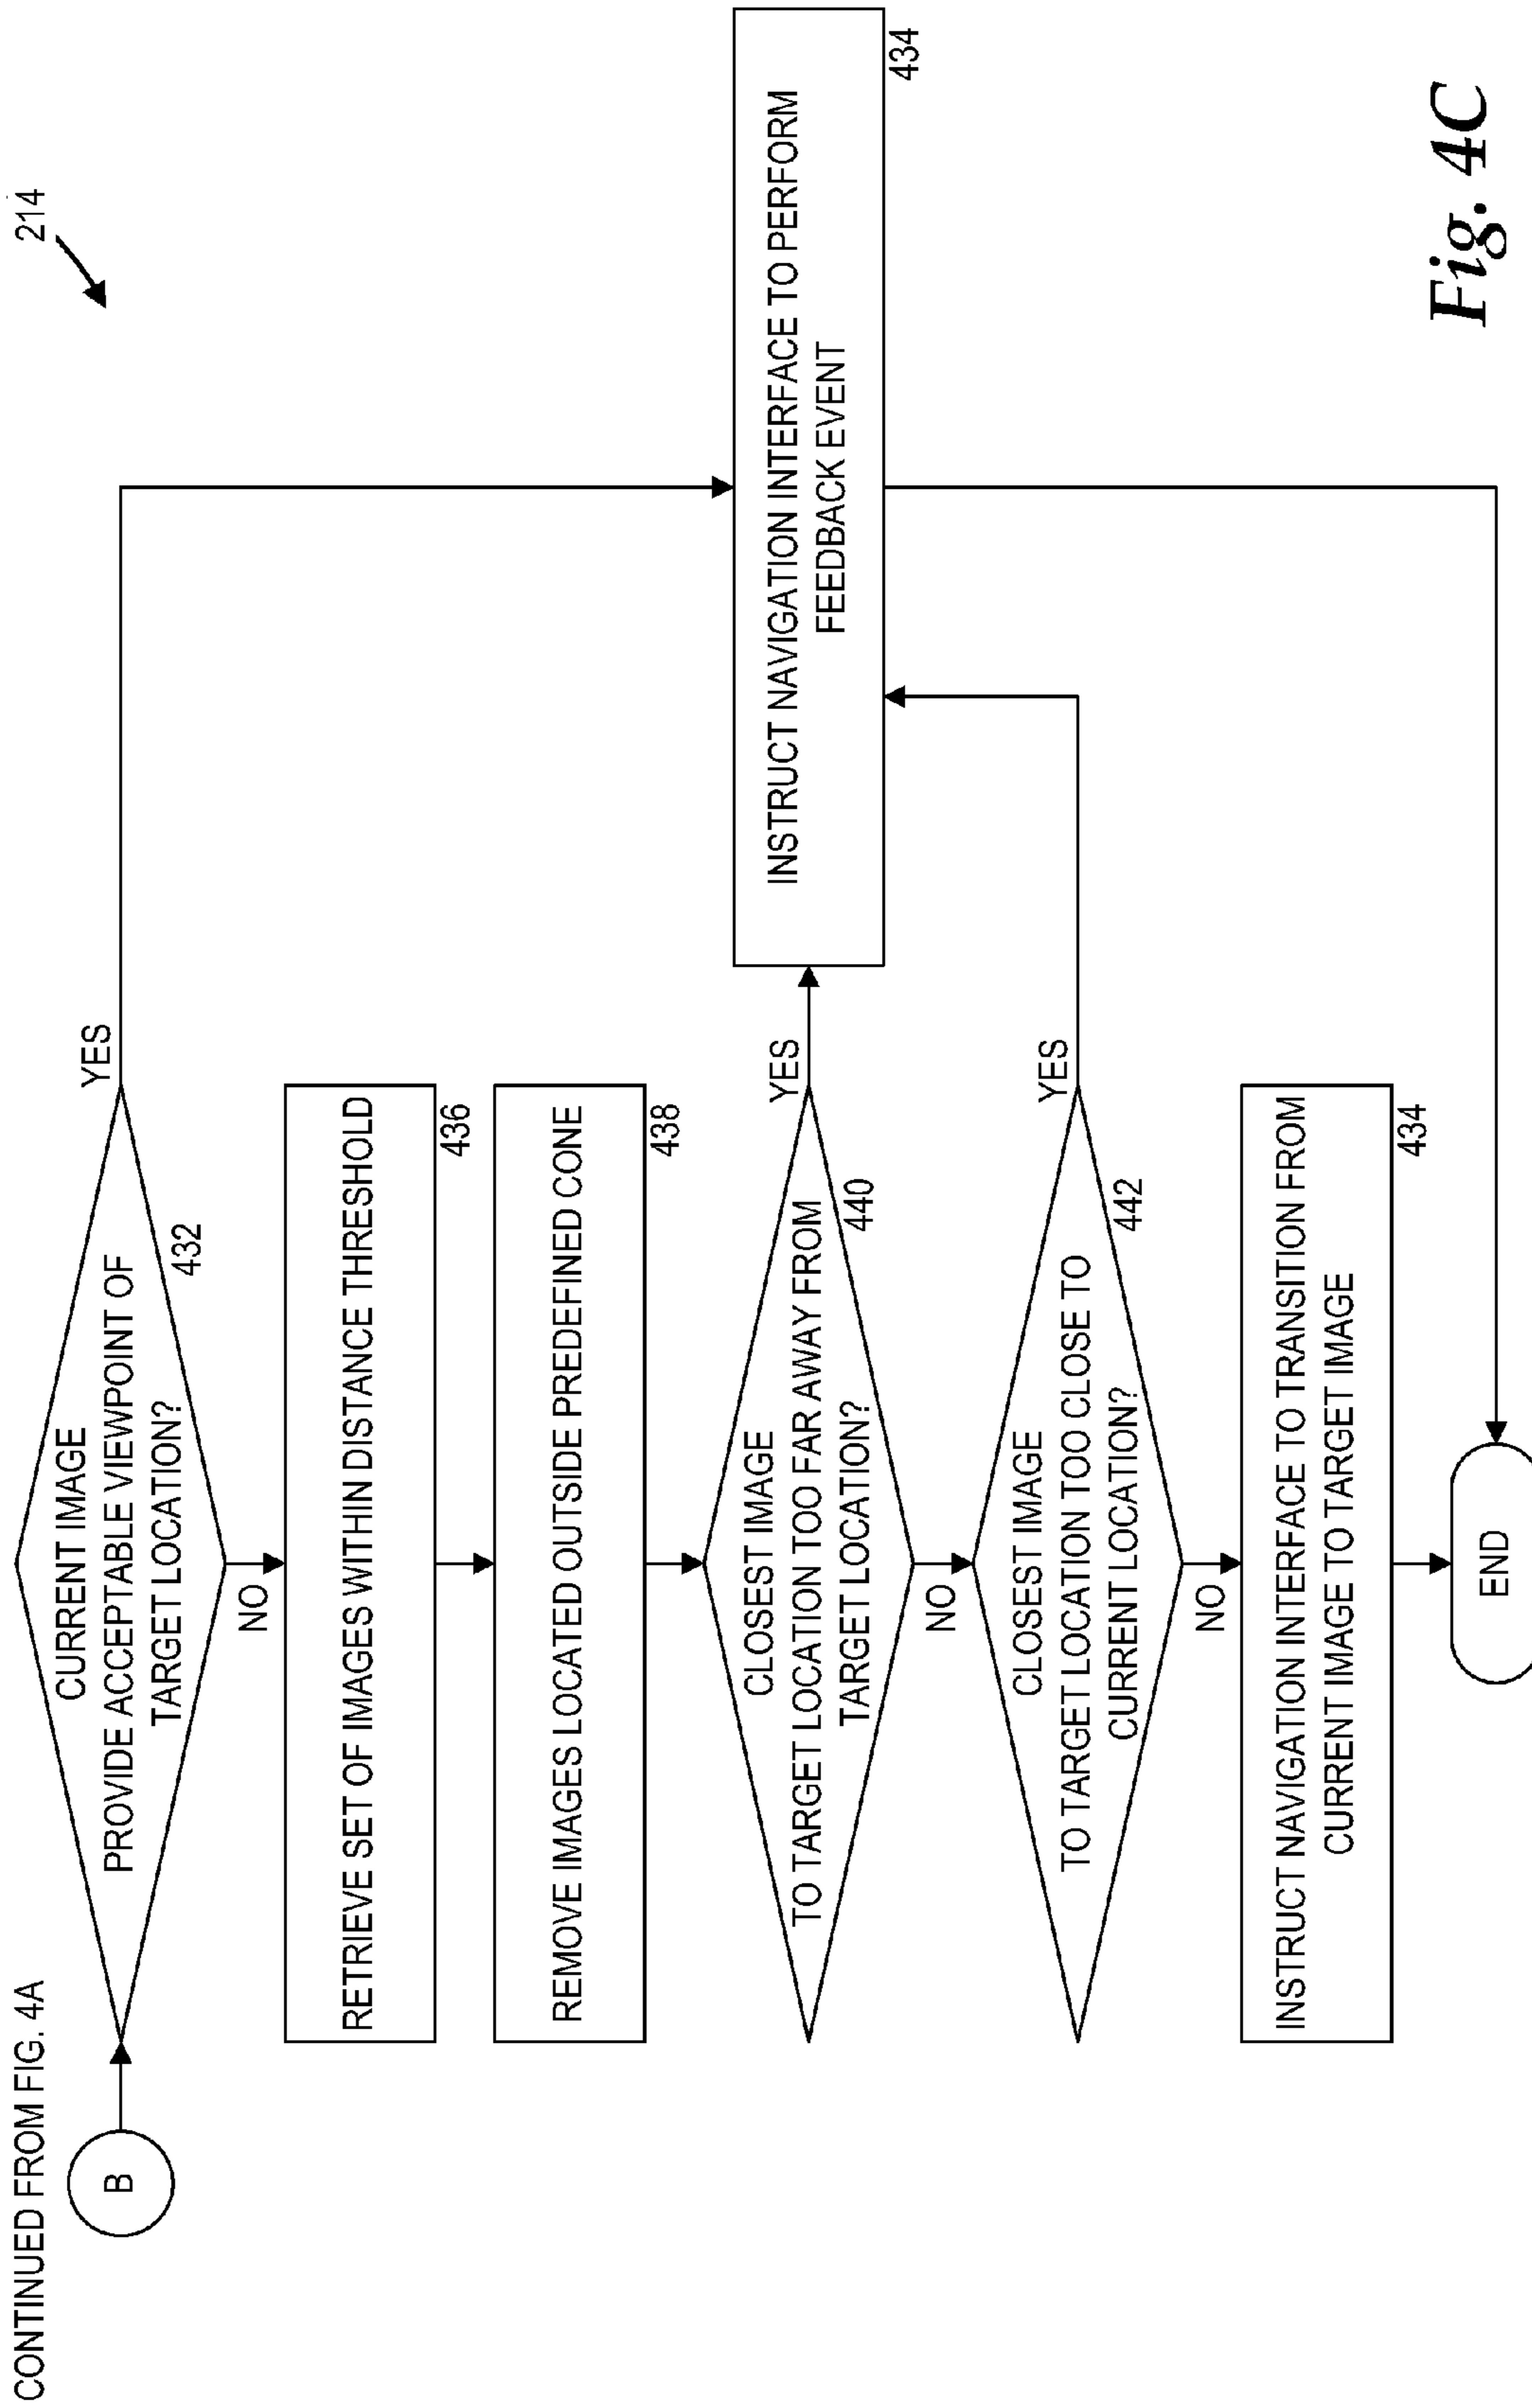 CONTINUED FROM FIG. 4A
214
B
CURRENT IMAGE
PROVIDE ACCEPTABLE VIEWPOINT OF
TARGET LOCATION?
432
YES
NO
RETRIEVE SET OF IMAGES WITHIN DISTANCE THRESHOLD
436
REMOVE IMAGES LOCATED OUTSIDE PREDEFINED CONE
438
CLOSEST IMAGE
TO TARGET LOCATION TOO FAR AWAY FROM
TARGET LOCATION?
440
YES
INSTRUCT NAVIGATION INTERFACE TO PERFORM
FEEDBACK EVENT
434
NO
CLOSEST IMAGE
TO TARGET LOCATION TOO CLOSE TO
CURRENT LOCATION?
442
YES
NO
INSTRUCT NAVIGATION INTERFACE TO TRANSITION FROM
CURRENT IMAGE TO TARGET IMAGE
434
END
Fig. 4C